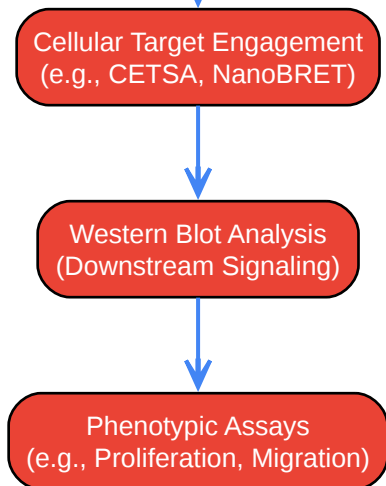 Cellular Target Engagement
(e.g., CETSA, NanoBRET)
Western Blot Analysis
(Downstream Signaling)
Phenotypic Assays
(e.g., Proliferation, Migration)